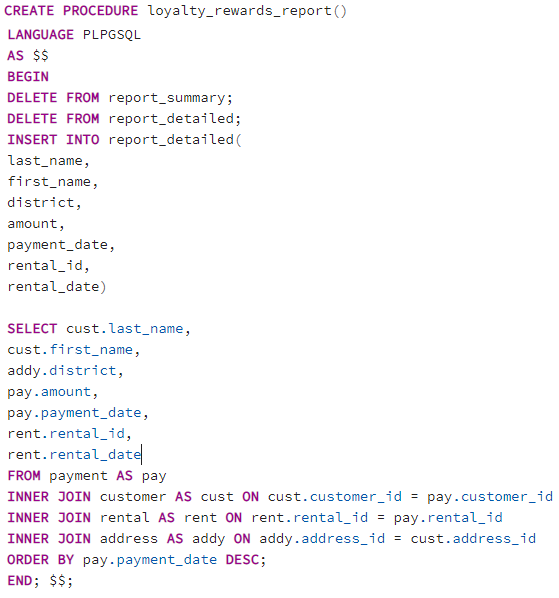 CREATE PROCEDURE loyalty_rewards_report()
LANGUAGE PLPGSQL
AS $$
BEGIN
DELETE FROM report_summary;
DELETE FROM report_detailed;
INSERT INTO report_detailed(
last_name,
first_name,
district,
amount,
payment_date,
rental_id,
rental_date)
SELECT cust.last_name,
cust.first_name,
addy.district,
pay.amount,
pay.payment_date,
rent.rental_id,
rent.rental_date
FROM payment AS pay
INNER JOIN customer AS cust ON cust.customer_id = pay.customer_id
INNER JOIN rental AS rent ON rent.rental_id = pay.rental_id
INNER JOIN address AS addy ON addy.address_id = cust.address_id
ORDER BY pay.payment_date DESC;
END; $$;